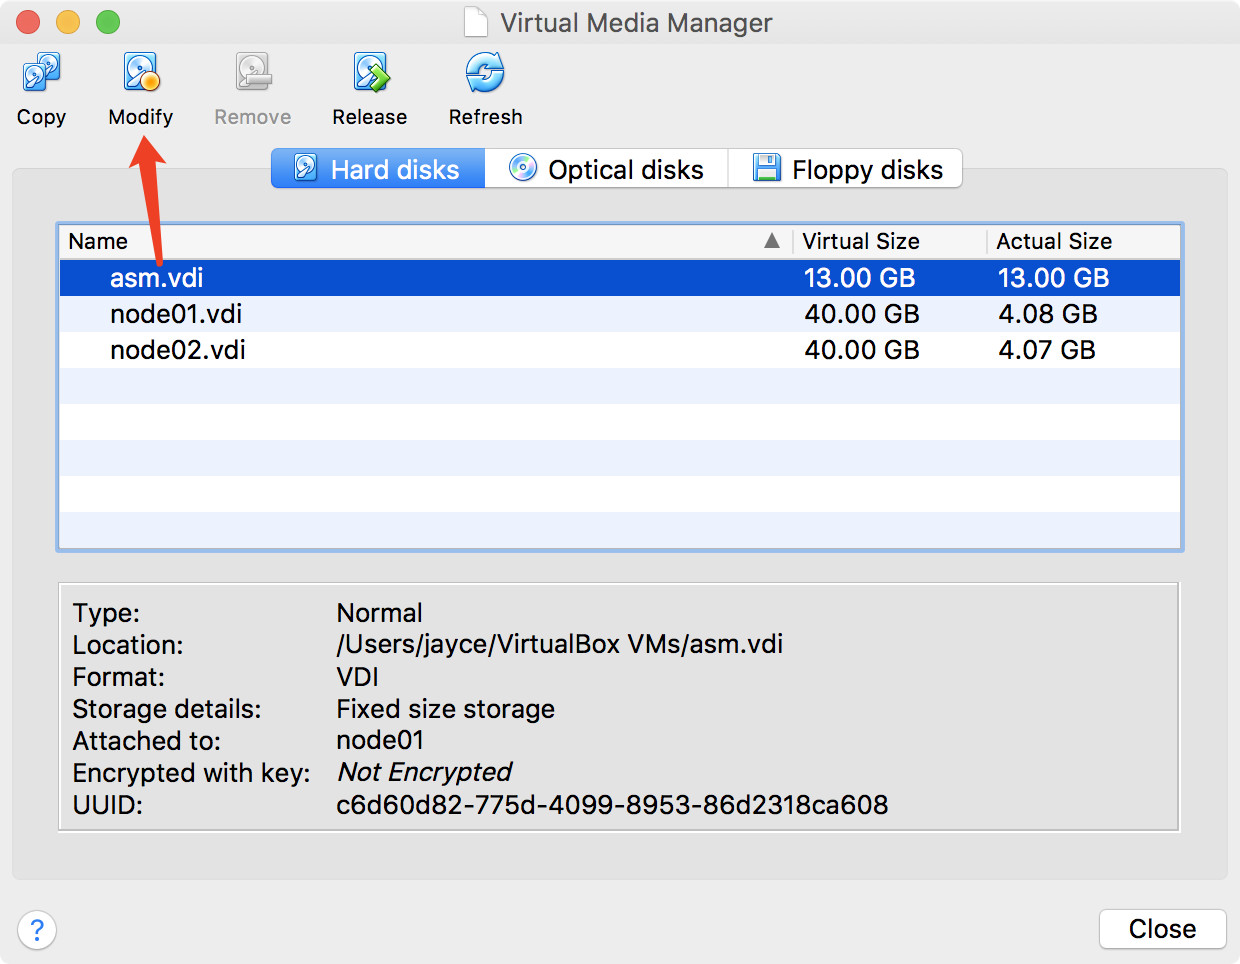 Virtual Media Manager
Copy Modify Remove Release Refresh
Hard disks Optical disks Floppy disks
Name Virtual Size Actual Size
asm.vdi 13.00 GB 13.00 GB
node01.vdi 40.00 GB 4.08 GB
node02.vdi 40.00 GB 4.07 GB
Type: Normal
Location: /Users/jayce/VirtualBox VMs/asm.vdi
Format: VDI
Storage details: Fixed size storage
Attached to: node01
Encrypted with key: Not Encrypted
UUID: c6d60d82-775d-4099-8953-86d2318ca608
? Close